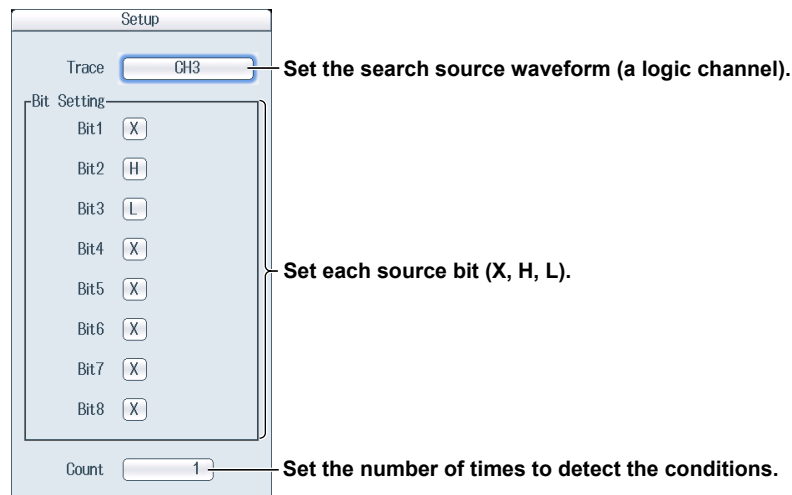 Setup
Trace CH3 Set the search source waveform (a logic channel).
Bit Setting
Bit1 X
Bit2 H
Bit3 L
Bit4 X
Set each source bit (X, H, L).
Bit5 X
Bit6 X
Bit7 X
Bit8 X
Count 1 Set the number of times to detect the conditions.